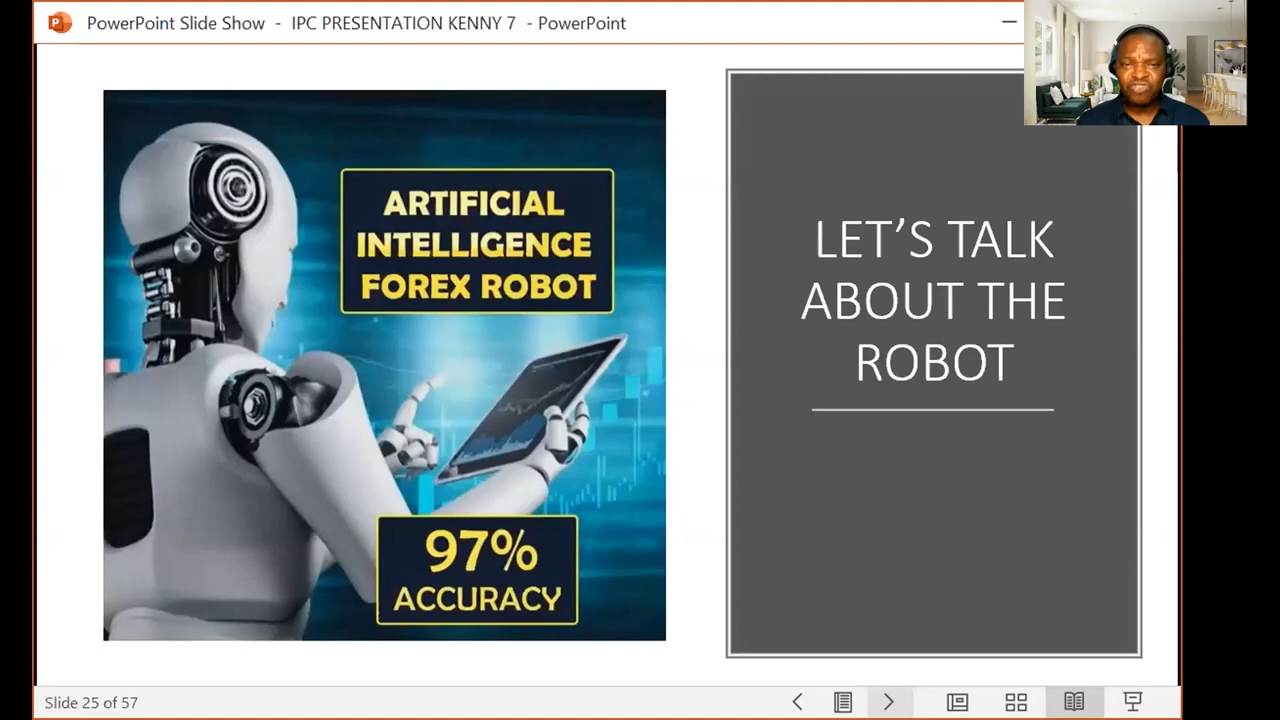 PowerPoint Slide Show - IPC PRESENTATION KENNY 7 - PowerPoint
ARTIFICIAL
INTELLIGENCE
FOREX ROBOT
97%
ACCURACY
LET’S TALK
ABOUT THE
ROBOT
Slide 25 of 57